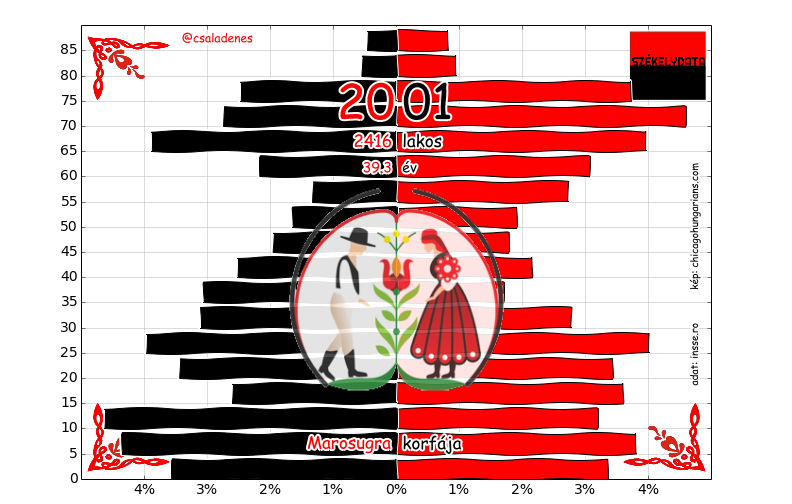 @csaladenes
SZÉKELYDATA
2001
2416 lakos
39.3 év
kép: chicagohungarians.com
adat: insse.ro
Marosugra korfája
85
80
75
70
65
60
55
50
45
40
35
30
25
20
15
10
5
0
4% 3% 2% 1% 0% 1% 2% 3% 4%